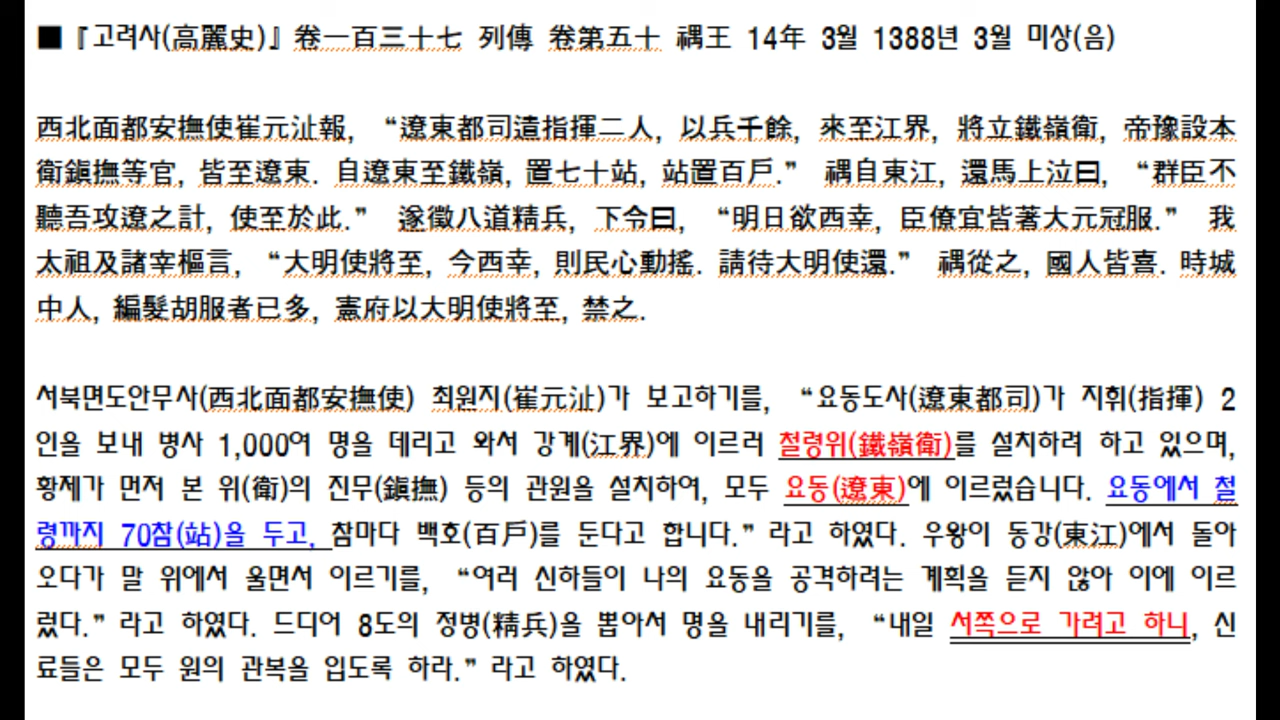 ■『고려사(高麗史)』卷一百三十七 列傳 卷第五十 禑王 14年 3월 1388년 3월 미상(음)
西北面都安撫使崔元沚報, “遼東都司遣指揮二人, 以兵千餘, 來至江界, 將立鐵嶺衛, 帝豫設本
衛鎭撫等官, 皆至遼東. 自遼東至鐵嶺, 置七十站, 站置百戶.” 禑自東江, 還馬上泣曰, “群臣不
聽吾攻遼之計, 使至於此.” 遂徵八道精兵, 下令曰, “明日欲西幸, 臣僚宜皆著大元冠服.” 我
太祖及諸宰樞言, “大明使將至, 今西幸, 則民心動搖. 請待大明使還.” 禑從之, 國人皆喜. 時城
中人, 編髮胡服者已多, 憲府以大明使將至, 禁之.
서북면도안무사(西北面都安撫使) 최원지(崔元沚)가 보고하기를, “요동도사(遼東都司)가 지휘(指揮) 2
인을 보내 병사 1,000여 명을 데리고 와서 강계(江界)에 이르러 철령위(鐵嶺衛)를 설치하려 하고 있으며,
황제가 먼저 본 위(衛)의 진무(鎭撫) 등의 관원을 설치하여, 모두 요동(遼東)에 이르렀습니다. 요동에서 철
령까지 70참(站)을 두고, 참마다 백호(百戶)를 둔다고 합니다.” 라고 하였다. 우왕이 동강(東江)에서 돌아
오다가 말 위에서 울면서 이르기를, “여러 신하들이 나의 요동을 공격하려는 계획을 듣지 않아 이에 이르
렀다.” 라고 하였다. 드디어 8도의 정병(精兵)을 뽑아서 명을 내리기를, “내일 서쪽으로 가려고 하니, 신
료들은 모두 원의 관복을 입도록 하라.” 라고 하였다.